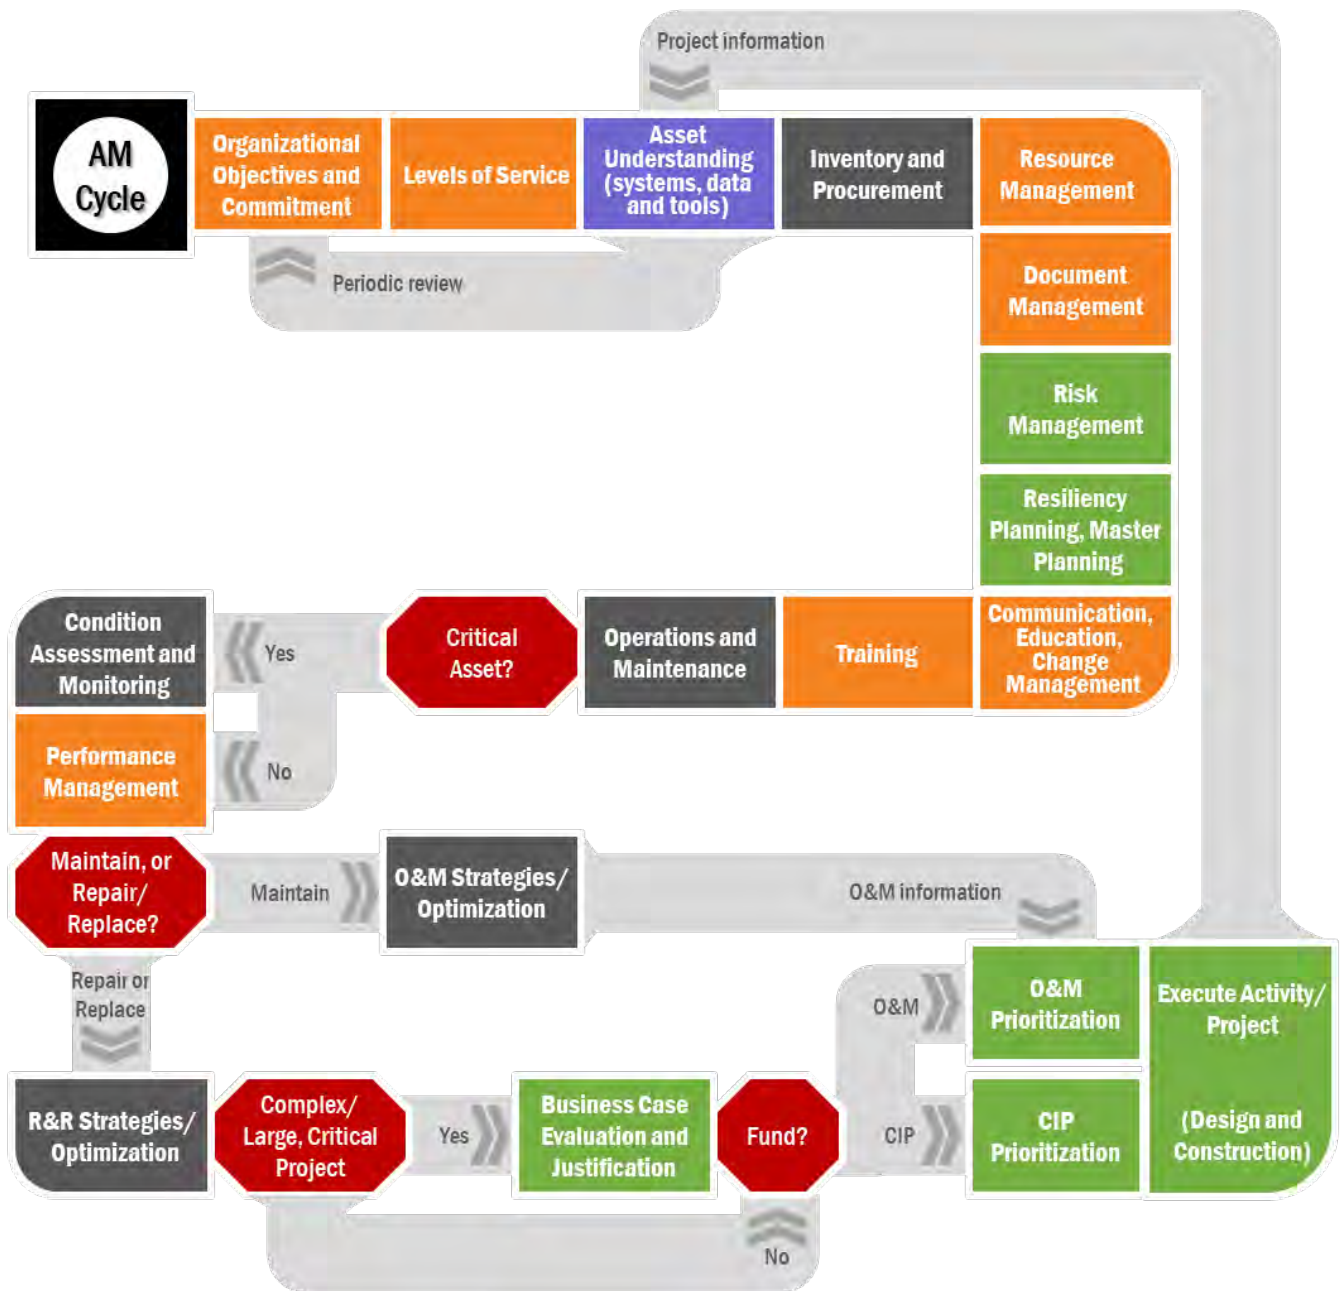 Project information
AM
Cycle
Organizational
Objectives and
Commitment
Levels of Service
Asset
Understanding
(systems, data
and tools)
Inventory and
Procurement
Resource
Management
Periodic review
Document
Management
Risk
Management
Resiliency
Planning, Master
Planning
Communication,
Education,
Change
Management
Training
Operations and
Maintenance
Critical
Asset?
Yes
No
Condition
Assessment and
Monitoring
Performance
Management
Maintain, or
Repair/
Replace?
Maintain
O&M Strategies/
Optimization
O&M information
Repair or
Replace
R&R Strategies/
Optimization
Complex/
Large, Critical
Project
Yes
Business Case
Evaluation and
Justification
Fund?
No
O&M
CIP
O&M
Prioritization
CIP
Prioritization
Execute Activity/
Project
(Design and
Construction)